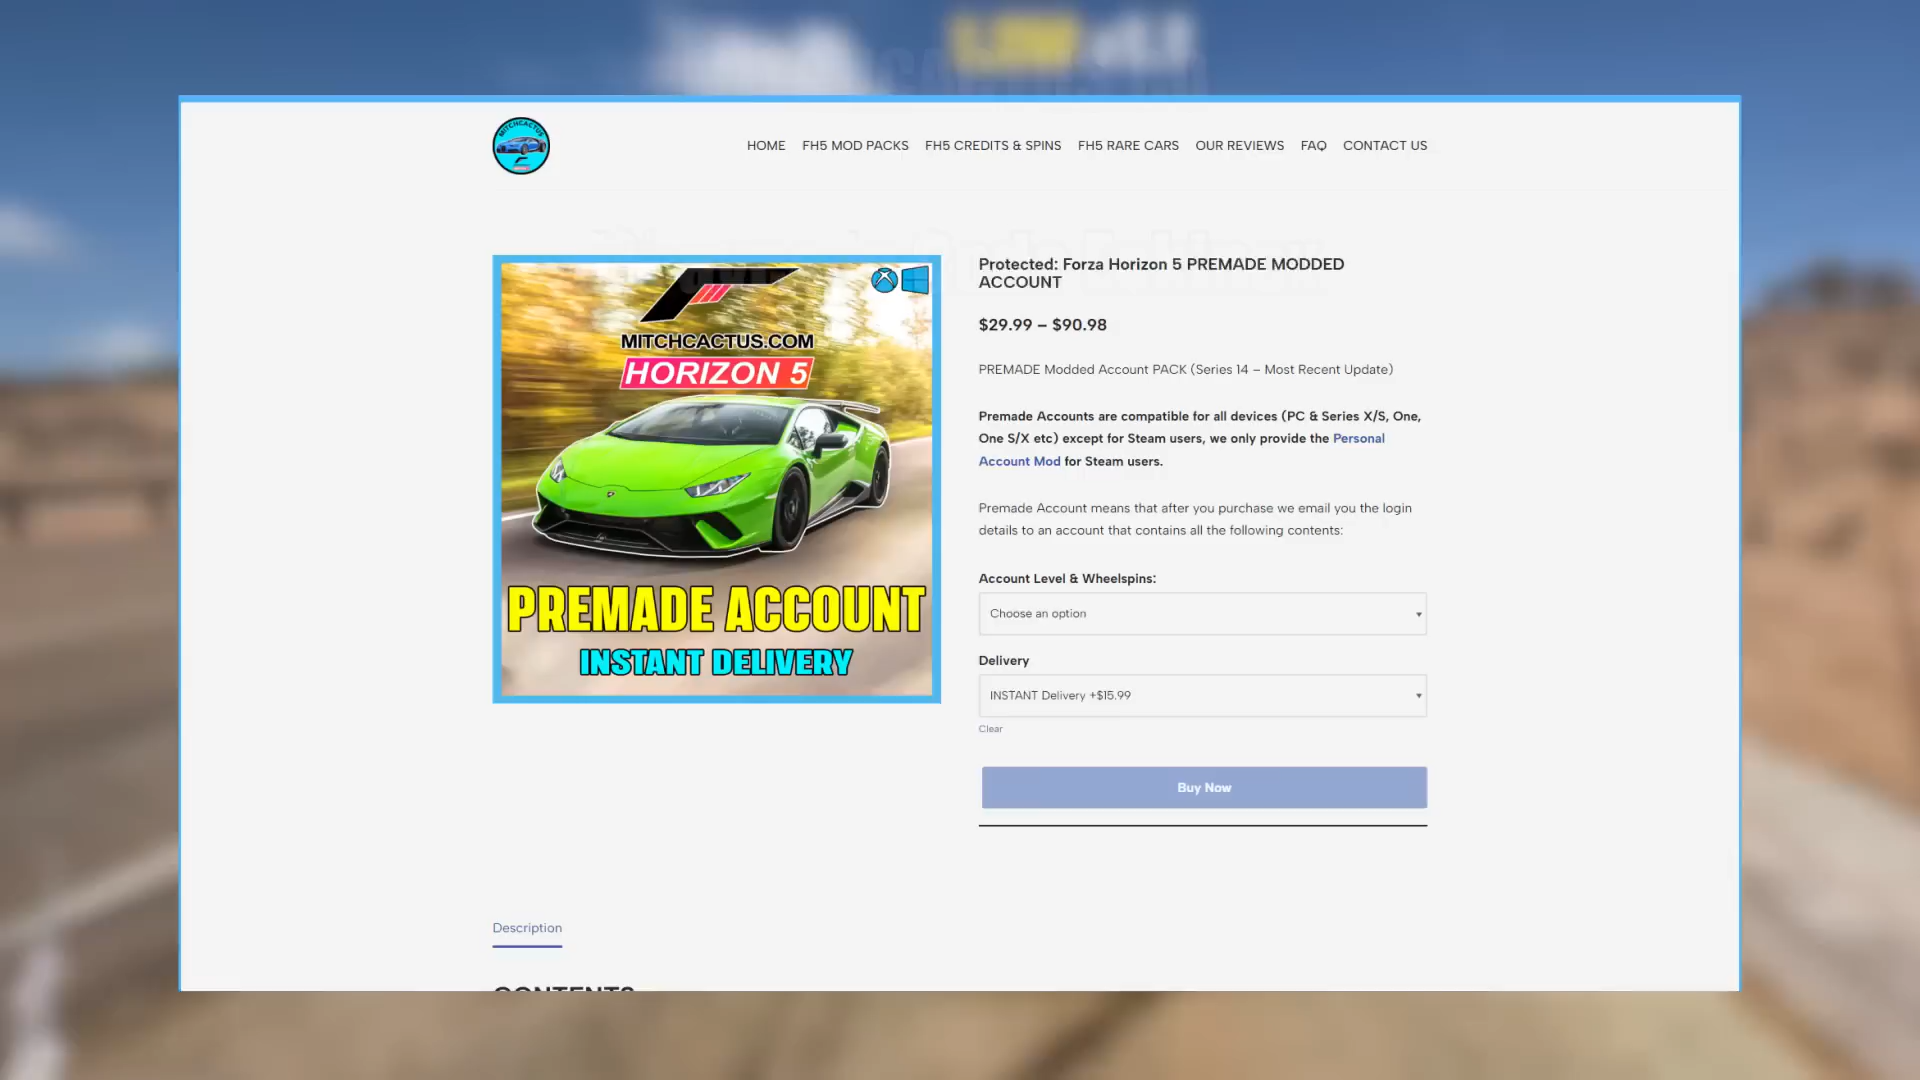 MITCHCACTUS
HOME FH5 MOD PACKS FH5 CREDITS & SPINS FH5 RARE CARS OUR REVIEWS FAQ CONTACT US
MITCHCACTUS.COM
HORIZON 5
PREMADE ACCOUNT
INSTANT DELIVERY
Protected: Forza Horizon 5 PREMADE MODDED
ACCOUNT
$29.99 – $90.98
PREMADE Modded Account PACK (Series 14 – Most Recent Update)
Premade Accounts are compatible for all devices (PC & Series X/S, One,
One S/X etc) except for Steam users, we only provide the Personal
Account Mod for Steam users.
Premade Account means that after you purchase we email you the login
details to an account that contains all the following contents:
Account Level & Wheelspins:
Choose an option
Delivery
INSTANT Delivery +$15.99
Clear
Buy Now
Description
CONTENTS